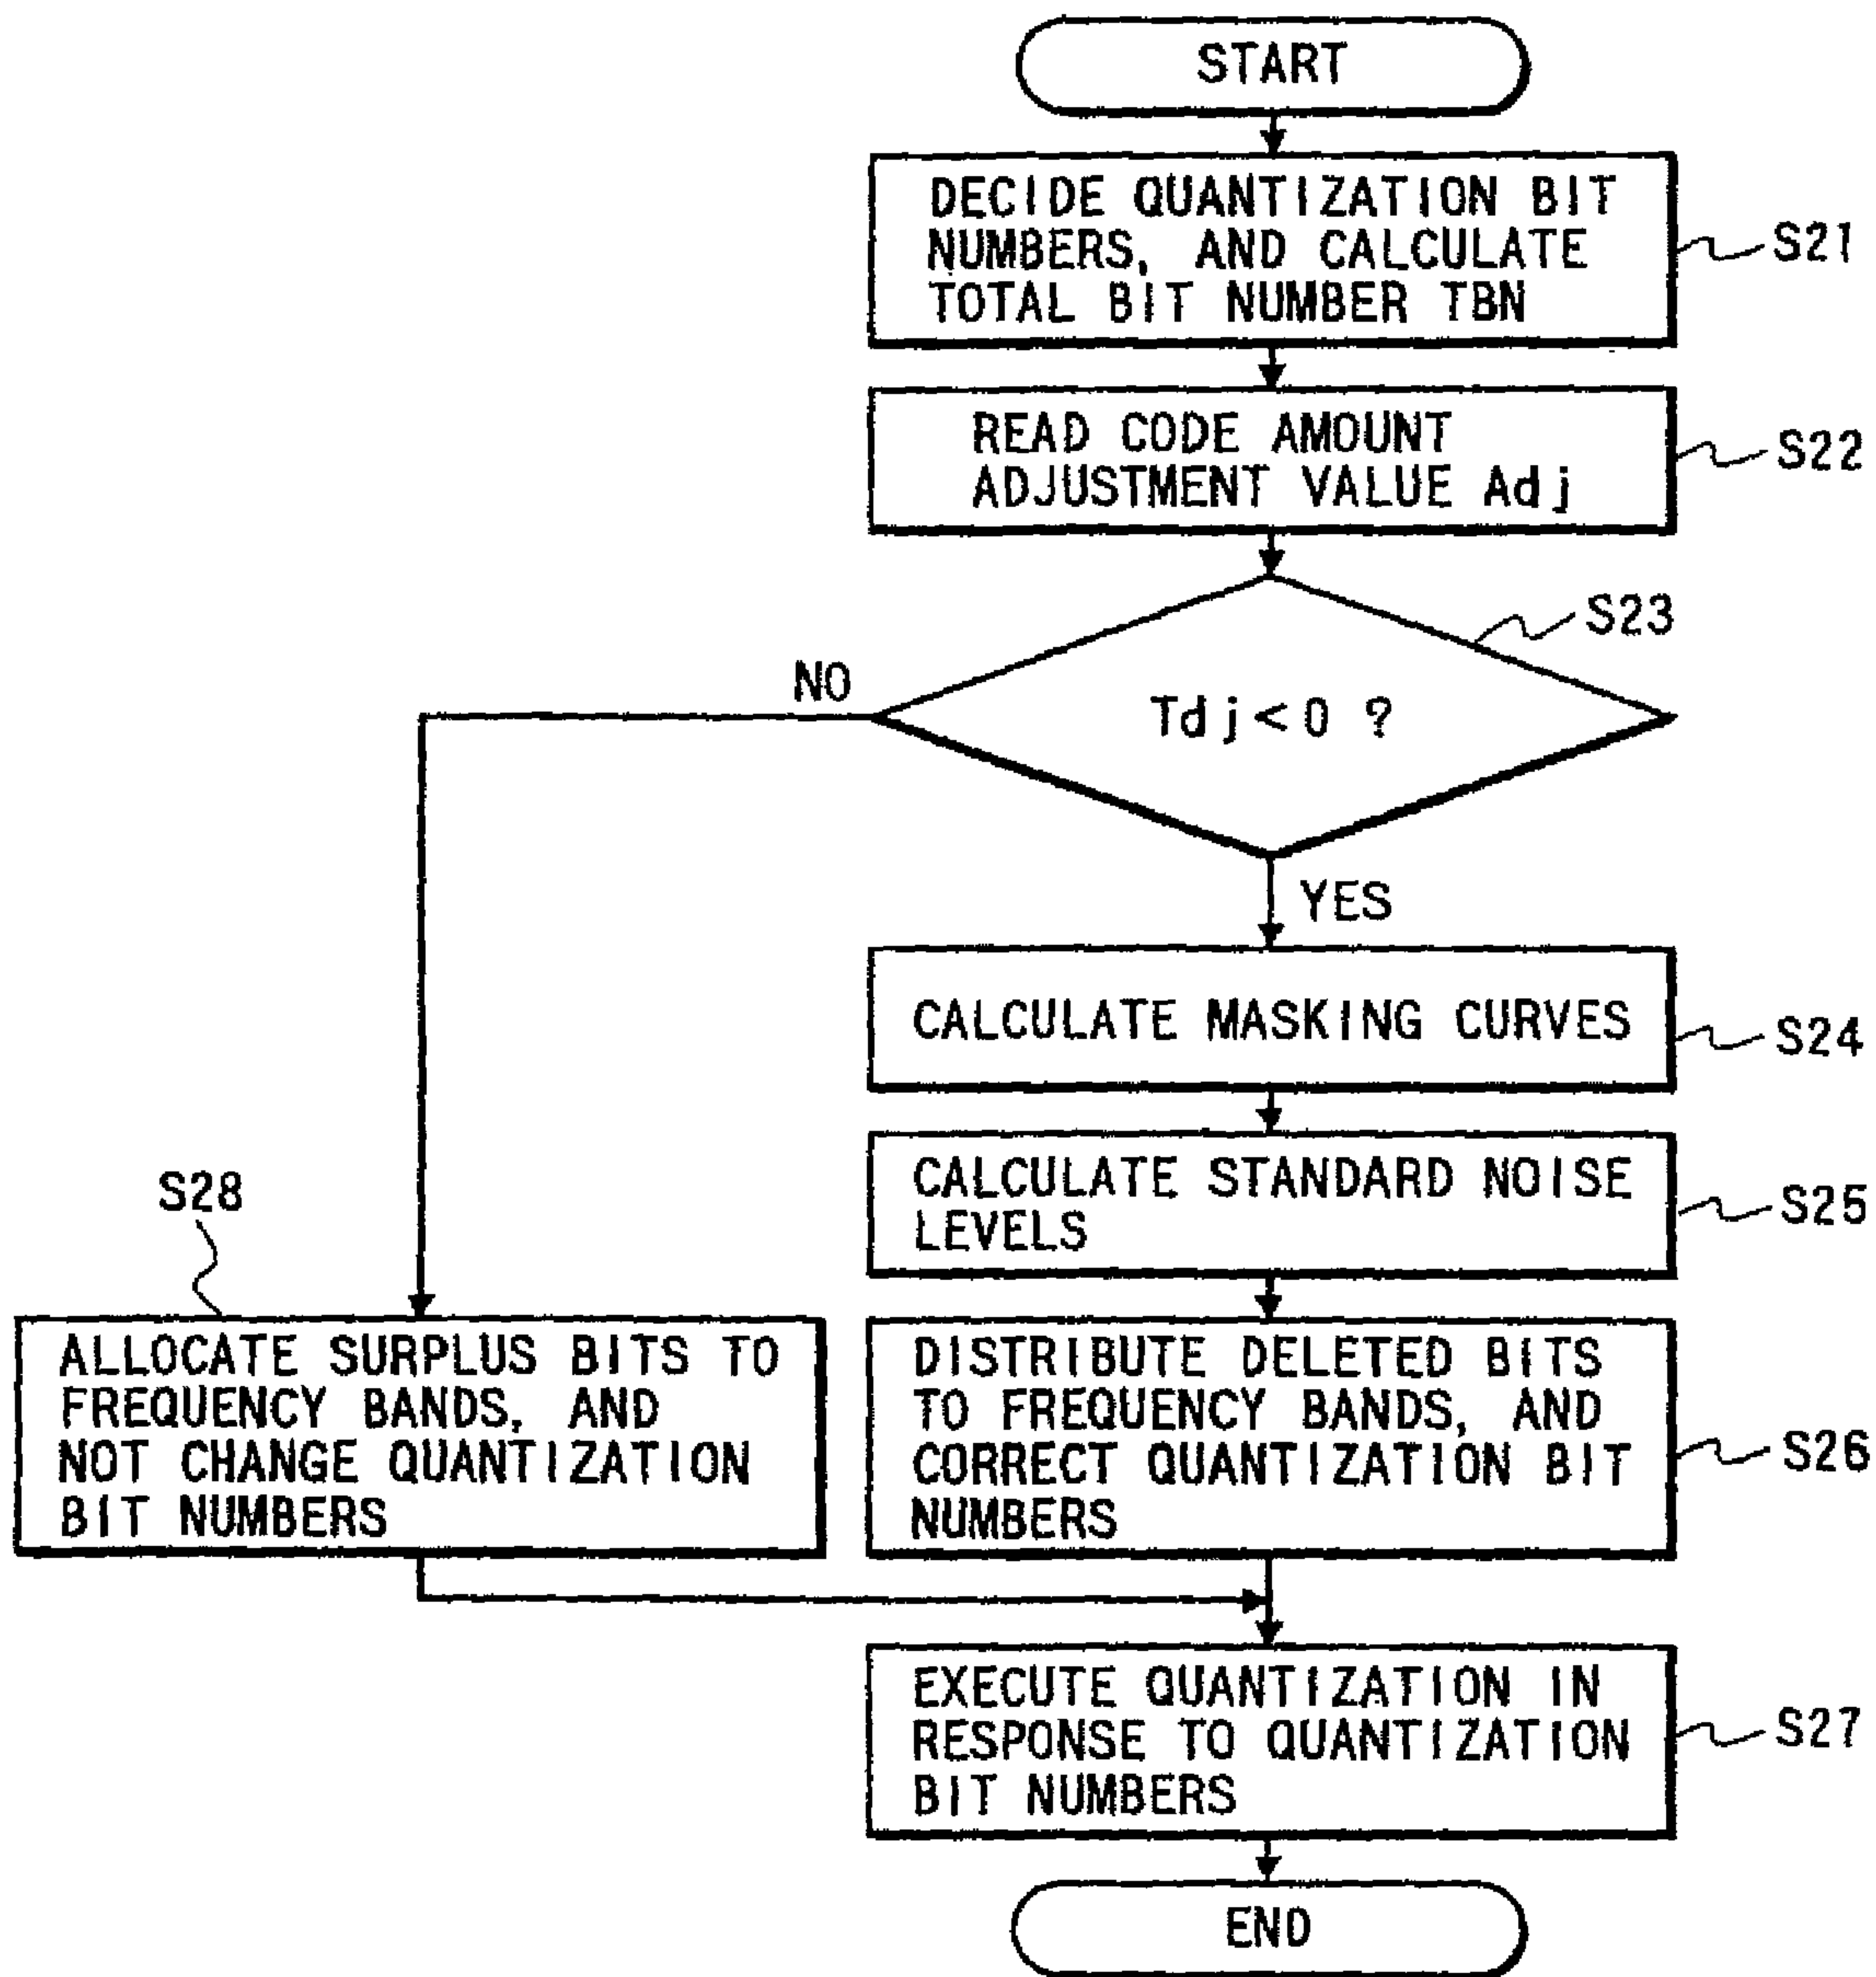 START
DECIDE QUANTIZATION BIT
NUMBERS, AND CALCULATE
TOTAL BIT NUMBER TBN
S21
READ CODE AMOUNT
ADJUSTMENT VALUE Adj
S22
S23
NO
Tdj<0 ?
YES
CALCULATE MASKING CURVES
S24
CALCULATE STANDARD NOISE
LEVELS
S25
S28
ALLOCATE SURPLUS BITS TO
FREQUENCY BANDS, AND
NOT CHANGE QUANTIZATION
BIT NUMBERS
DISTRIBUTE DELETED BITS
TO FREQUENCY BANDS, AND
CORRECT QUANTIZATION BIT
NUMBERS
S26
EXECUTE QUANTIZATION IN
RESPONSE TO QUANTIZATION
BIT NUMBERS
S27
END